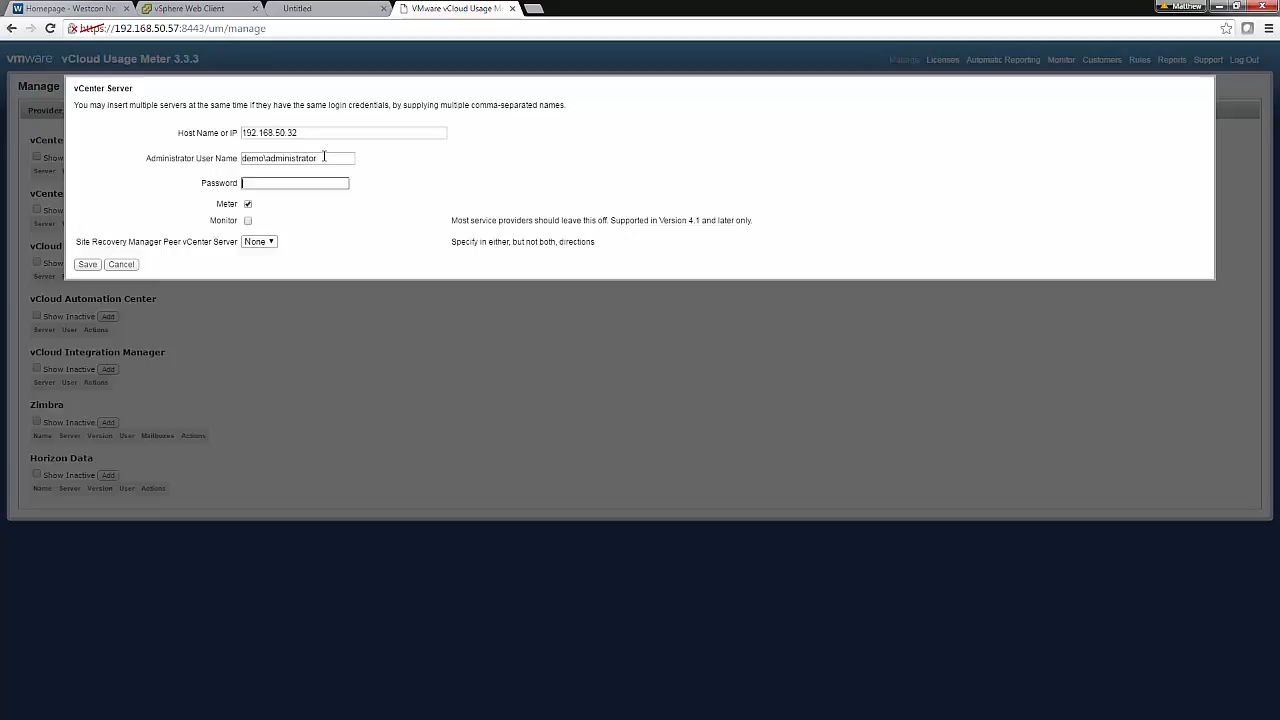 Homepage - Westcon Ne
vSphere Web Client
Untitled
VMware vCloud Usage M
Matthew
https://192.168.50.57:8443/um/manage
vmware vCloud Usage Meter 3.3.3
Manage Licenses Automatic Reporting Monitor Customers Rules Reports Support Log Out
Manage
Provider
vCenter Server
You may insert multiple servers at the same time if they have the same login credentials, by supplying multiple comma-separated names.
Host Name or IP 192.168.50.32
Administrator User Name demo\administrator
Password
Meter
Monitor Most service providers should leave this off. Supported in Version 4.1 and later only.
Site Recovery Manager Peer vCenter Server None Specify in either, but not both, directions
Save Cancel
vCente
Show
Server
vCente
Show
Server
vCloud
Show
Server
vCloud Automation Center
Show Inactive Add
Server User Actions
vCloud Integration Manager
Show Inactive Add
Server User Actions
Zimbra
Show Inactive Add
Name Server Version User Mailboxes Actions
Horizon Data
Show Inactive Add
Name Server Version User Actions